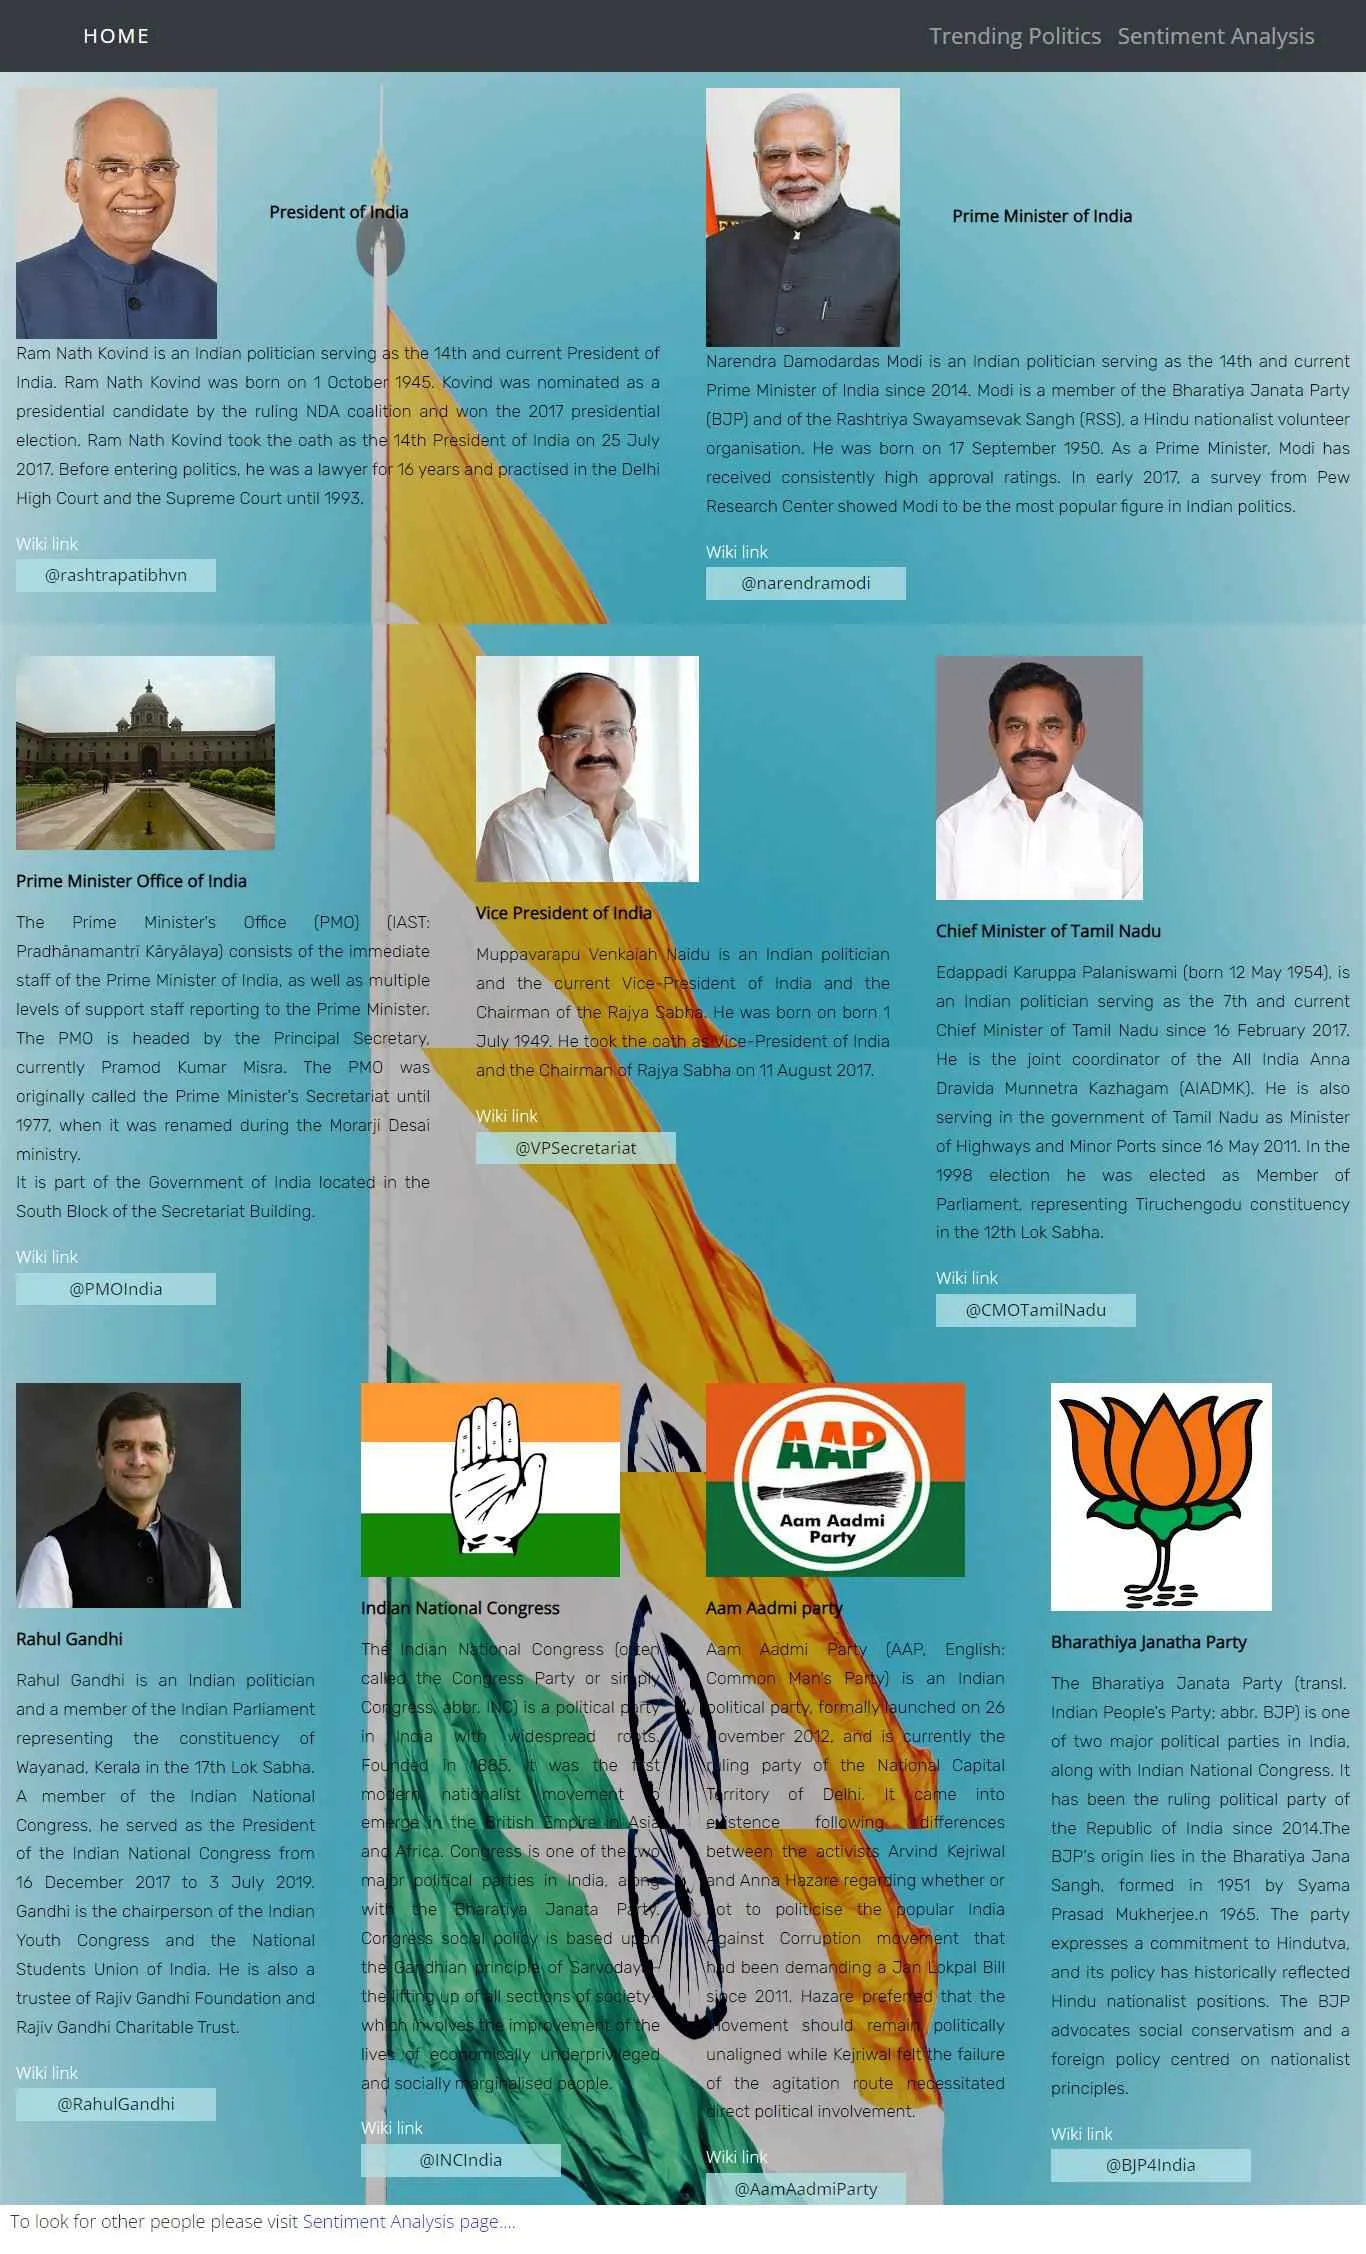 HOME
Trending Politics Sentiment Analysis
President of India
Ram Nath Kovind is an Indian politician serving as the 14th and current President of
India. Ram Nath Kovind was born on 1 October 1945. Kovind was nominated as a
presidential candidate by the ruling NDA coalition and won the 2017 presidential
election. Ram Nath Kovind took the oath as the 14th President of India on 25 July
2017. Before entering politics, he was a lawyer for 16 years and practised in the Delhi
High Court and the Supreme Court until 1993.
Wiki link
@rashtrapatibhvn
Prime Minister of India
Narendra Damodardas Modi is an Indian politician serving as the 14th and current
Prime Minister of India since 2014. Modi is a member of the Bharatiya Janata Party
(BJP) and of the Rashtriya Swayamsevak Sangh (RSS), a Hindu nationalist volunteer
organisation. He was born on 17 September 1950. As a Prime Minister, Modi has
received consistently high approval ratings. In early 2017, a survey from Pew
Research Center showed Modi to be the most popular figure in Indian politics.
Wiki link
@narendramodi
Prime Minister Office of India
The Prime Minister's Office (PMO) (IAST:
Pradhānamantrī Kāryālaya) consists of the immediate
staff of the Prime Minister of India, as well as multiple
levels of support staff reporting to the Prime Minister.
The PMO is headed by the Principal Secretary,
currently Pramod Kumar Misra. The PMO was
originally called the Prime Minister's Secretariat until
1977, when it was renamed during the Morarji Desai
ministry.
It is part of the Government of India located in the
South Block of the Secretariat Building.
Wiki link
@PMOIndia
Vice President of India
Muppavarapu Venkaiah Naidu is an Indian politician
and the current Vice-President of India and the
Chairman of the Rajya Sabha. He was born on born 1
July 1949. He took the oath as Vice-President of India
and the Chairman of Rajya Sabha on 11 August 2017.
Wiki link
@VPSecretariat
Chief Minister of Tamil Nadu
Edappadi Karuppa Palaniswami (born 12 May 1954), is
an Indian politician serving as the 7th and current
Chief Minister of Tamil Nadu since 16 February 2017.
He is the joint coordinator of the All India Anna
Dravida Munnetra Kazhagam (AIADMK). He is also
serving in the government of Tamil Nadu as Minister
of Highways and Minor Ports since 16 May 2011. In the
1998 election he was elected as Member of
Parliament, representing Tiruchengodu constituency
in the 12th Lok Sabha.
Wiki link
@CMOTamilNadu
Rahul Gandhi
Rahul Gandhi is an Indian politician
and a member of the Indian Parliament
representing the constituency of
Wayanad, Kerala in the 17th Lok Sabha.
A member of the Indian National
Congress, he served as the President
of the Indian National Congress from
16 December 2017 to 3 July 2019.
Gandhi is the chairperson of the Indian
Youth Congress and the National
Students Union of India. He is also a
trustee of Rajiv Gandhi Foundation and
Rajiv Gandhi Charitable Trust.
Wiki link
@RahulGandhi
Indian National Congress
The Indian National Congress (often
called the Congress Party or simply
Congress, abbr. INC) is a political party
in India with widespread roots.
Founded in 1885, it was the first
modern nationalist movement to
emerge in the British Empire in Asia
and Africa. Congress is one of the two
major political parties in India, along
with the Bharatiya Janata Party.
Congress social policy is based upon
the Gandhian principle of Sarvodaya–
the lifting up of all sections of society–
which involves the improvement of the
lives of economically underprivileged
and socially marginalised people.
Wiki link
@INCIndia
AAP
Aam Aadmi
Party
Aam Aadmi party
Aam Aadmi Party (AAP, English:
Common Man's Party) is an Indian
political party, formally launched on 26
November 2012, and is currently the
ruling party of the National Capital
Territory of Delhi. It came into
existence following differences
between the activists Arvind Kejriwal
and Anna Hazare regarding whether or
not to politicise the popular India
Against Corruption movement that
had been demanding a Jan Lokpal Bill
since 2011. Hazare preferred that the
movement should remain politically
unaligned while Kejriwal felt the failure
of the agitation route necessitated
direct political involvement.
Wiki link
@AamAadmiParty
Bharathiya Janatha Party
The Bharatiya Janata Party (transl.
Indian People's Party; abbr. BJP) is one
of two major political parties in India,
along with Indian National Congress. It
has been the ruling political party of
the Republic of India since 2014.The
BJP's origin lies in the Bharatiya Jana
Sangh, formed in 1951 by Syama
Prasad Mukherjee.n 1965. The party
expresses a commitment to Hindutva,
and its policy has historically reflected
Hindu nationalist positions. The BJP
advocates social conservatism and a
foreign policy centred on nationalist
principles.
Wiki link
@BJP4India
To look for other people please visit Sentiment Analysis page....